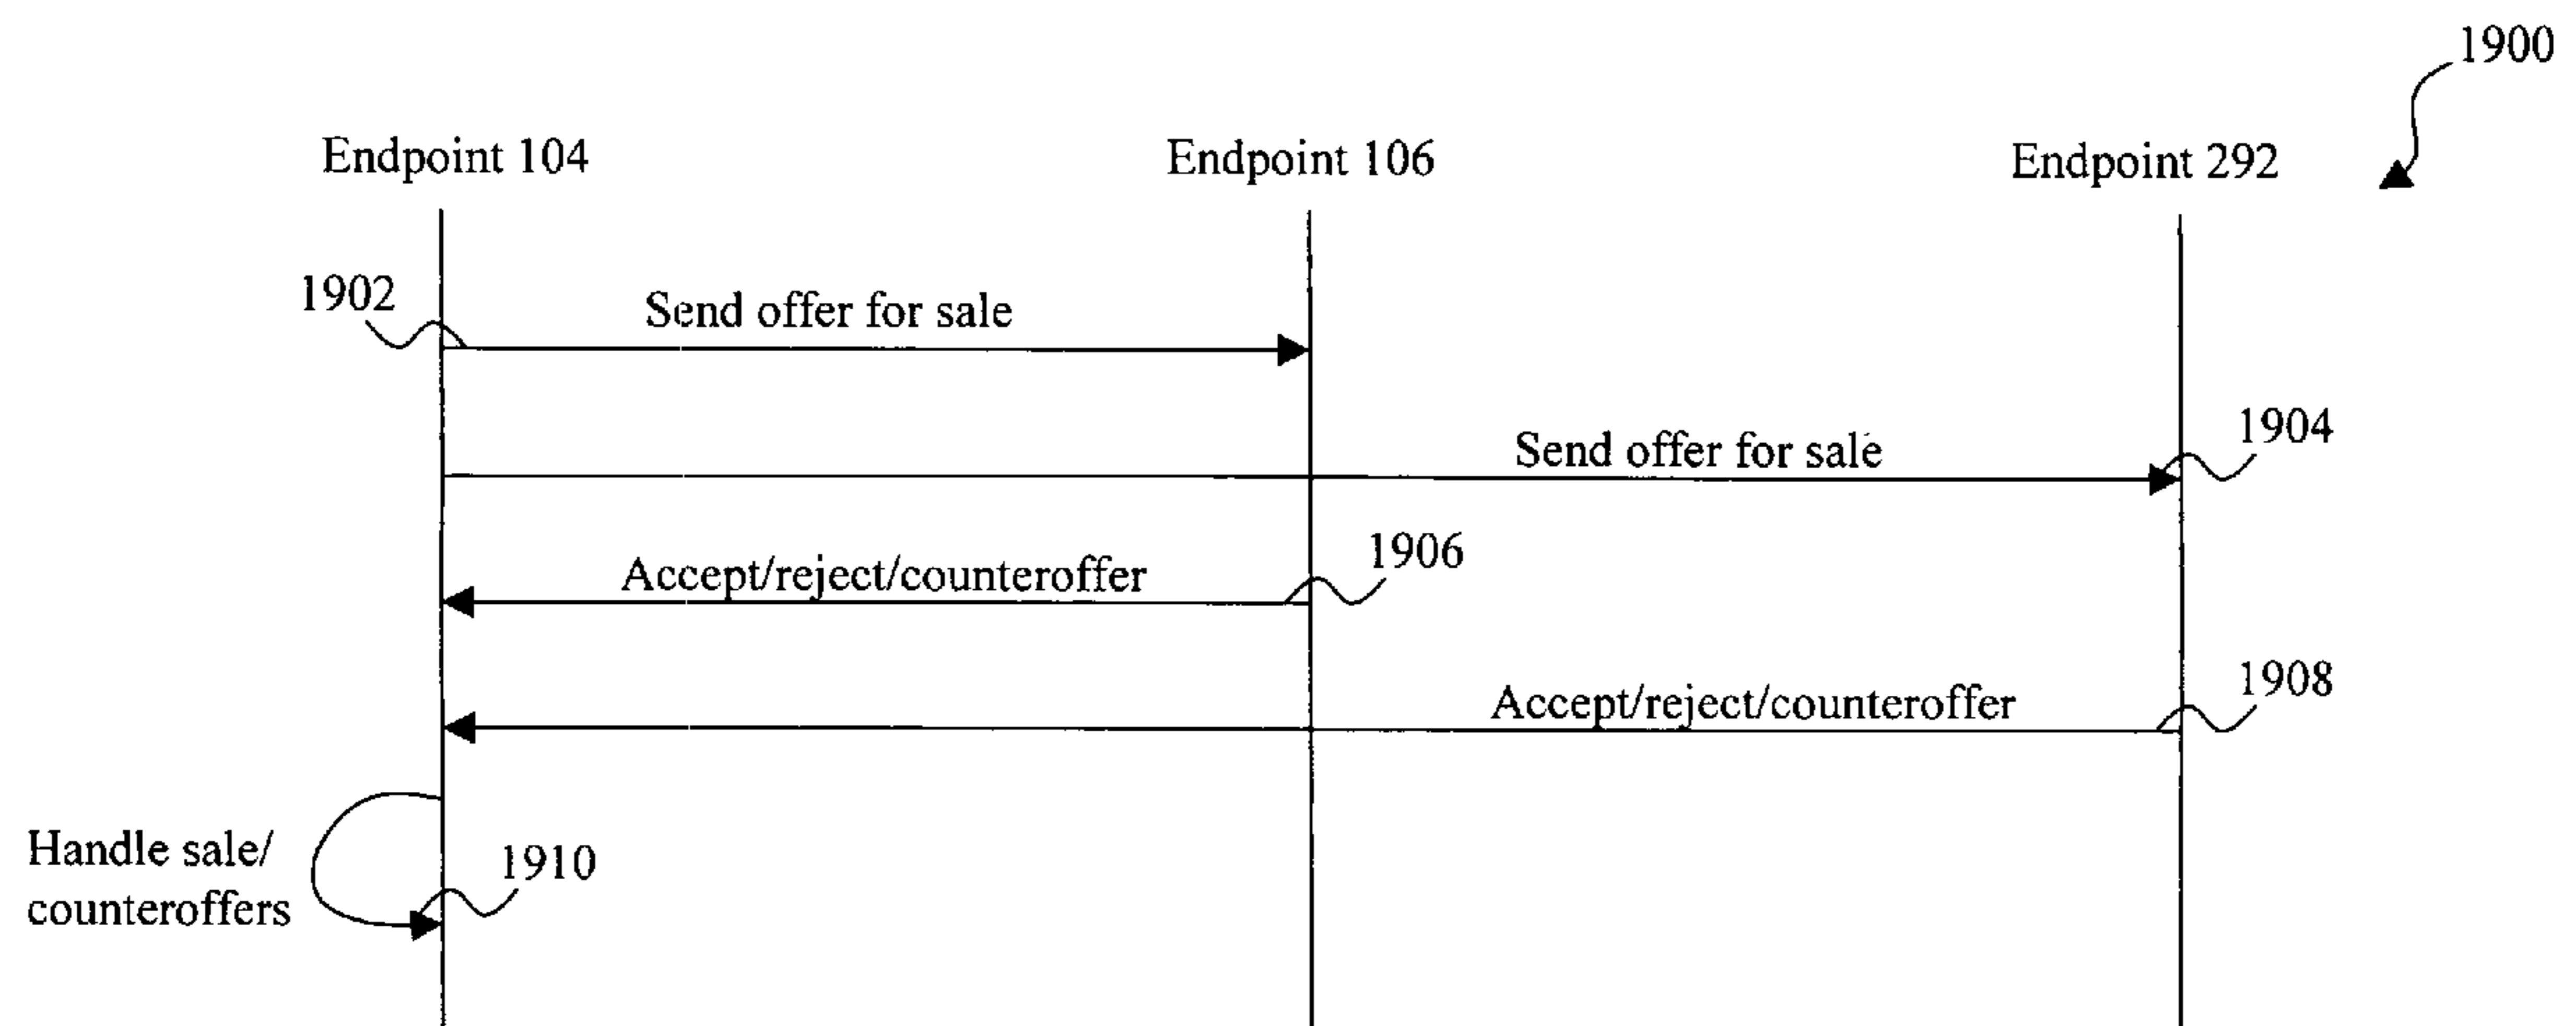 1900
Endpoint 104
Endpoint 106
Endpoint 292
1902
Send offer for sale
Send offer for sale
1904
Accept/reject/counteroffer
1906
Accept/reject/counteroffer
1908
Handle sale/
counteroffers
1910